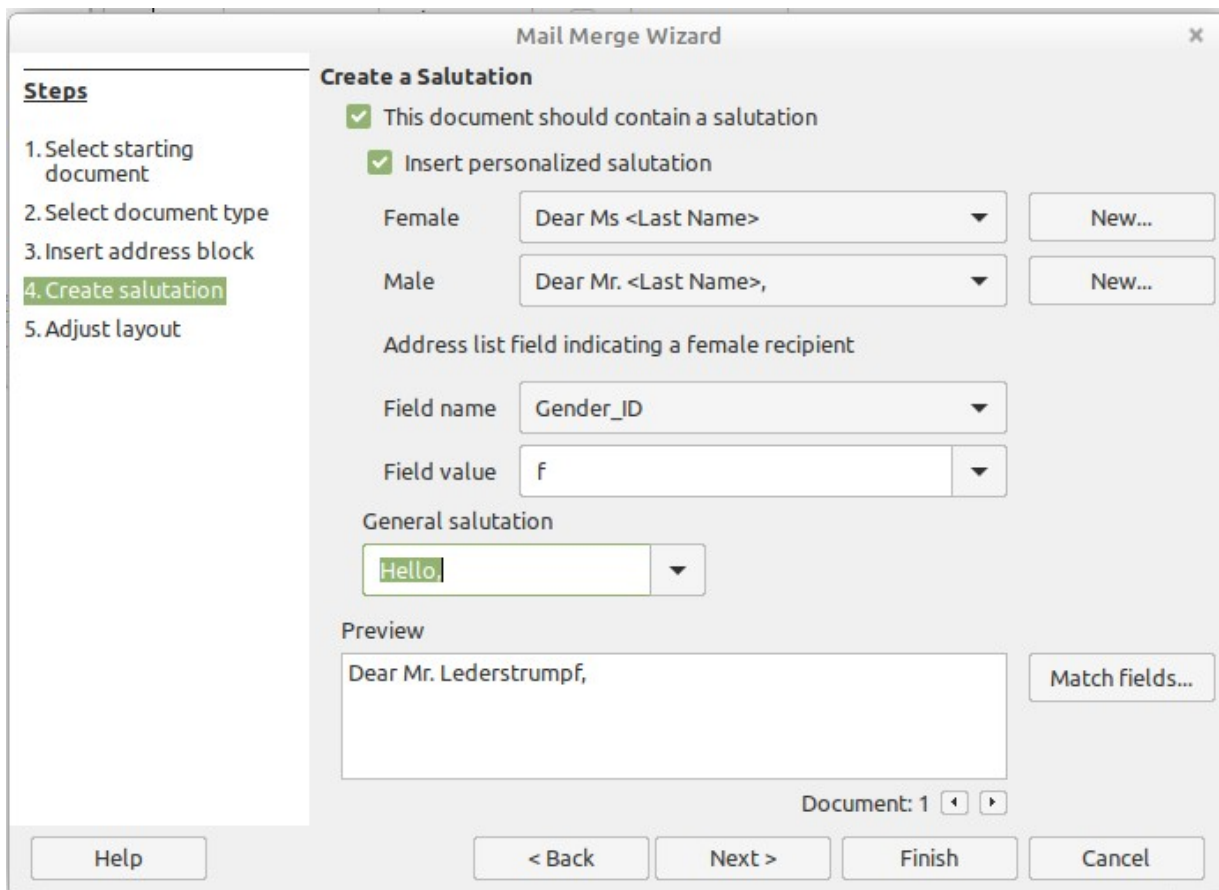 Mail Merge Wizard
Steps
1. Select starting
document
2. Select document type
3. Insert address block
4. Create salutation
5. Adjust layout
Create a Salutation
This document should contain a salutation
Insert personalized salutation
Female Dear Ms <Last Name> New...
Male Dear Mr. <Last Name>, New...
Address list field indicating a female recipient
Field name Gender_ID
Field value f
General salutation
Hello,
Preview
Dear Mr. Lederstrumpf,
Match fields...
Document: 1
Help < Back Next > Finish Cancel